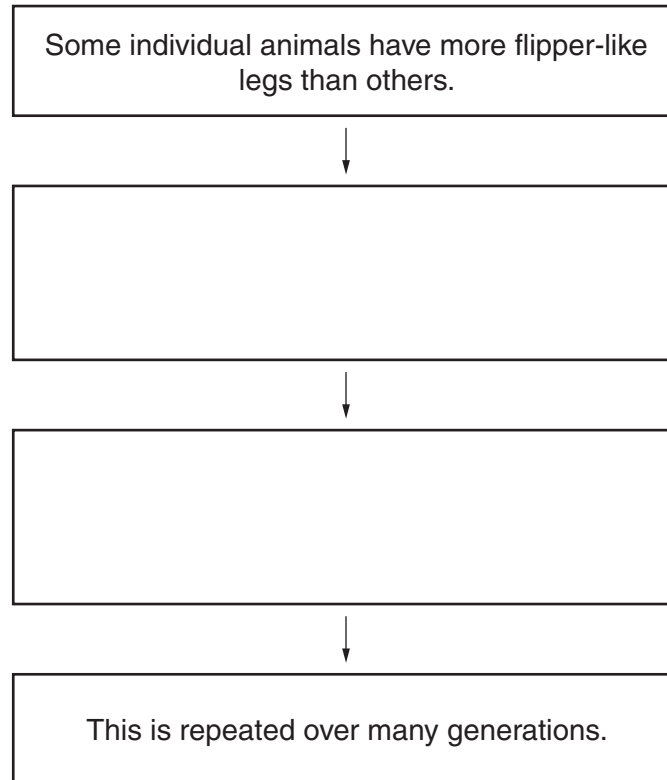 Some individual animals have more flipper-like
legs than others.
This is repeated over many generations.